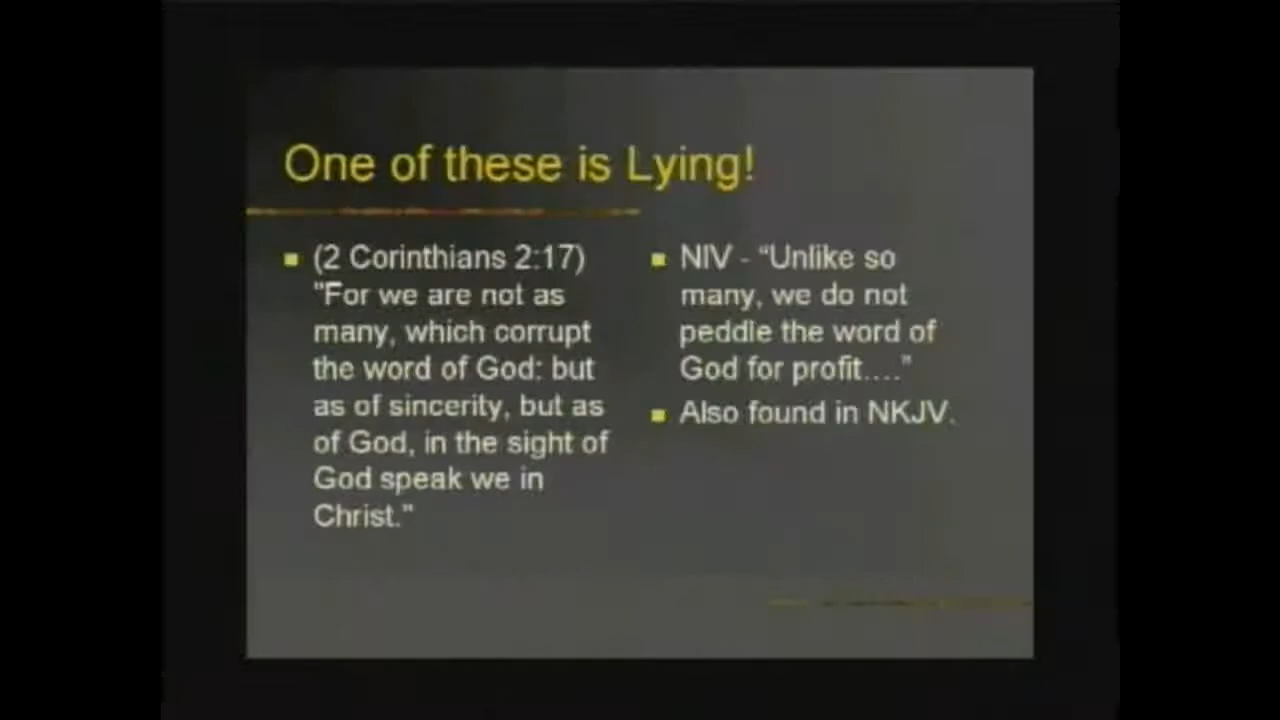 One of these is Lying!
(2 Corinthians 2:17)
"For we are not as
many, which corrupt
the word of God: but
as of sincerity, but as
of God, in the sight of
God speak we in
Christ."
NIV - “Unlike so
many, we do not
peddle the word of
God for profit....”
Also found in NKJV.